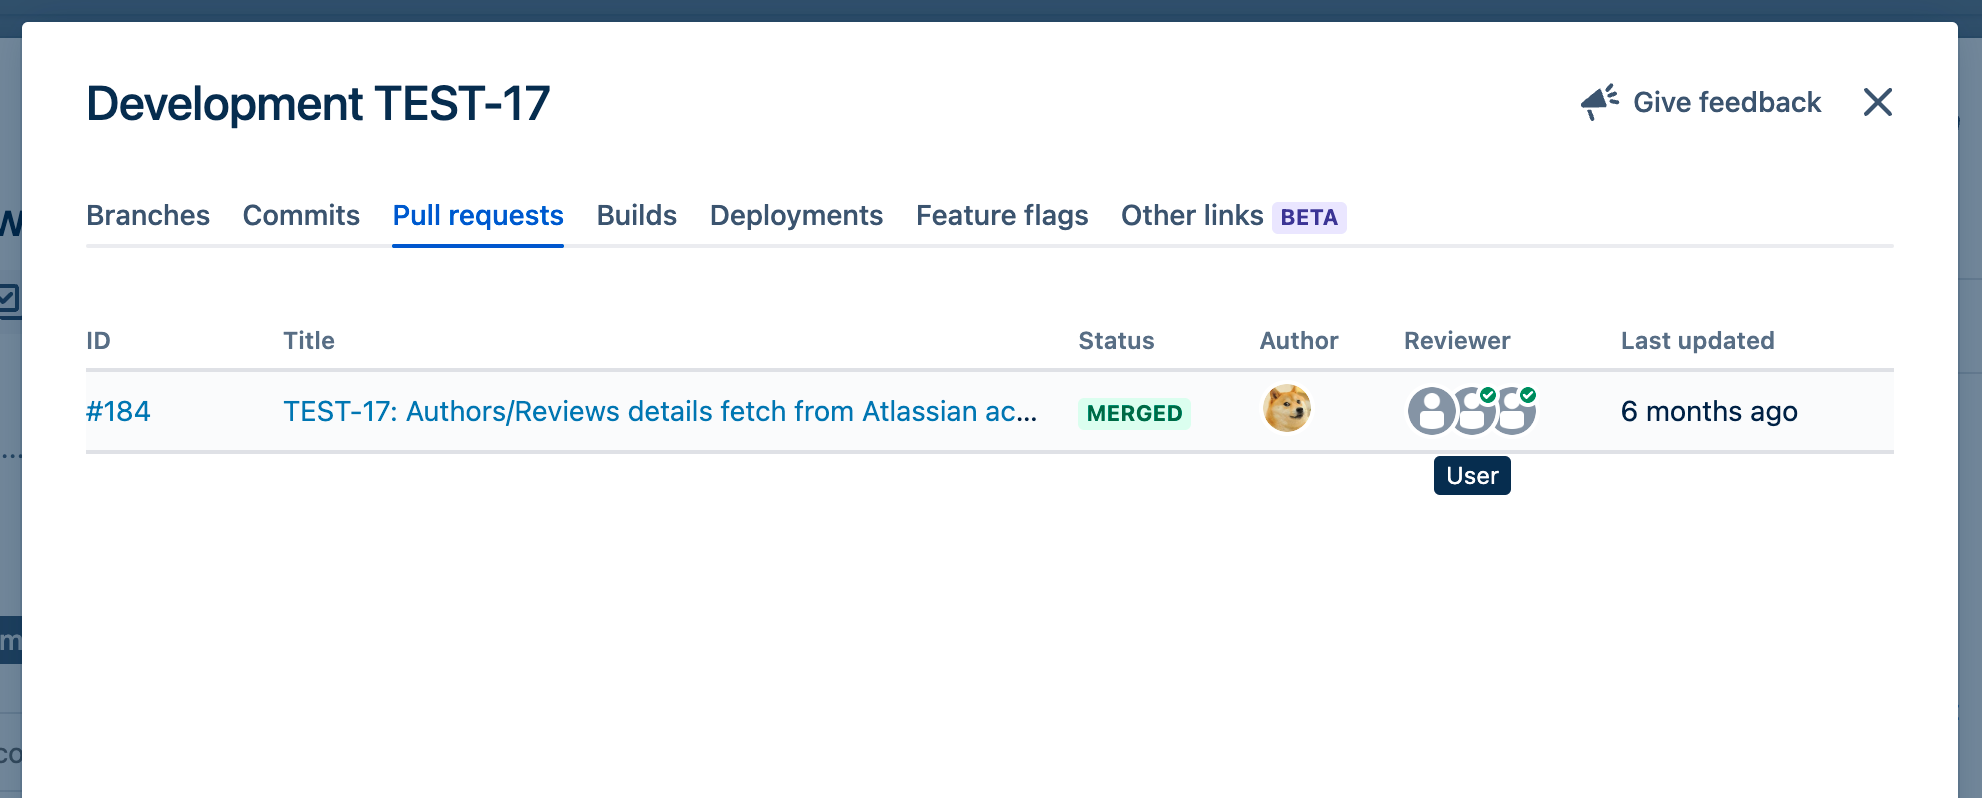 Development TEST-17
Give feedback
Branches Commits Pull requests Builds Deployments Feature flags Other links BETA
ID Title Status Author Reviewer Last updated
#184 TEST-17: Authors/Reviews details fetch from Atlassian ac... MERGED 6 months ago
User